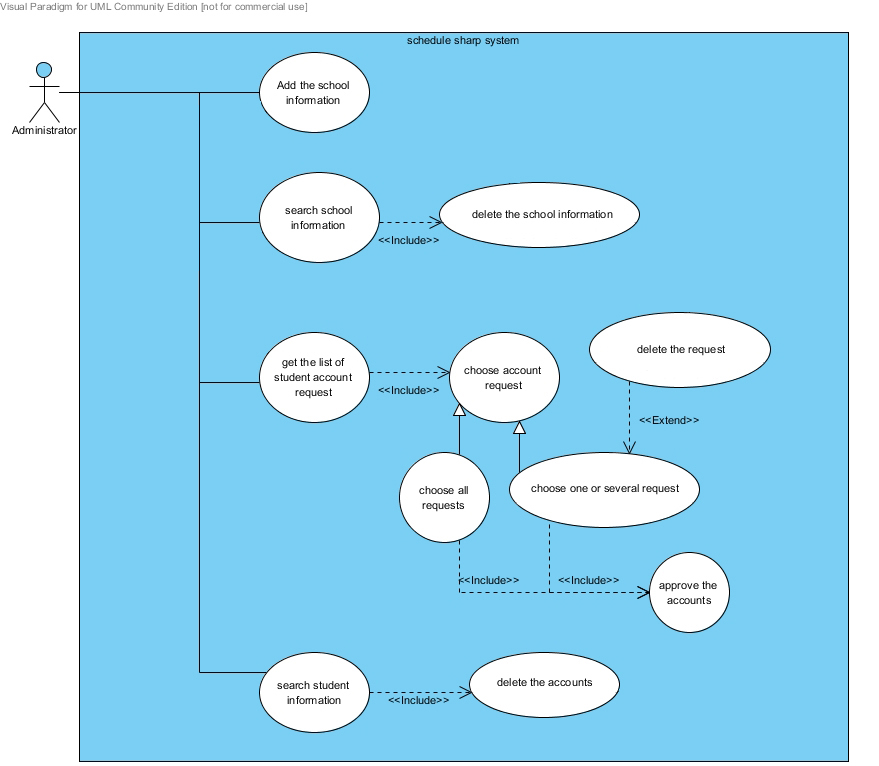 Visual Paradigm for UML Community Edition [not for commercial use]
schedule sharp system
Administrator
Add the school
information
search school
information
<<Include>>
delete the school information
get the list of
student account
request
<<Include>>
choose account
request
delete the request
<<Extend>>
choose all
requests
choose one or several request
<<Include>>
<<Include>>
approve the
accounts
search student
information
<<Include>>
delete the accounts